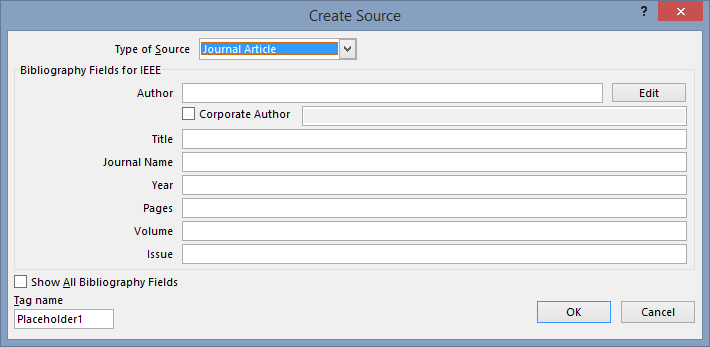 Create Source
?
Type of Source Journal Article
Bibliography Fields for IEEE
Author Edit
Corporate Author
Title
Journal Name
Year
Pages
Volume
Issue
Show All Bibliography Fields
Tag name
Placeholder1 OK Cancel